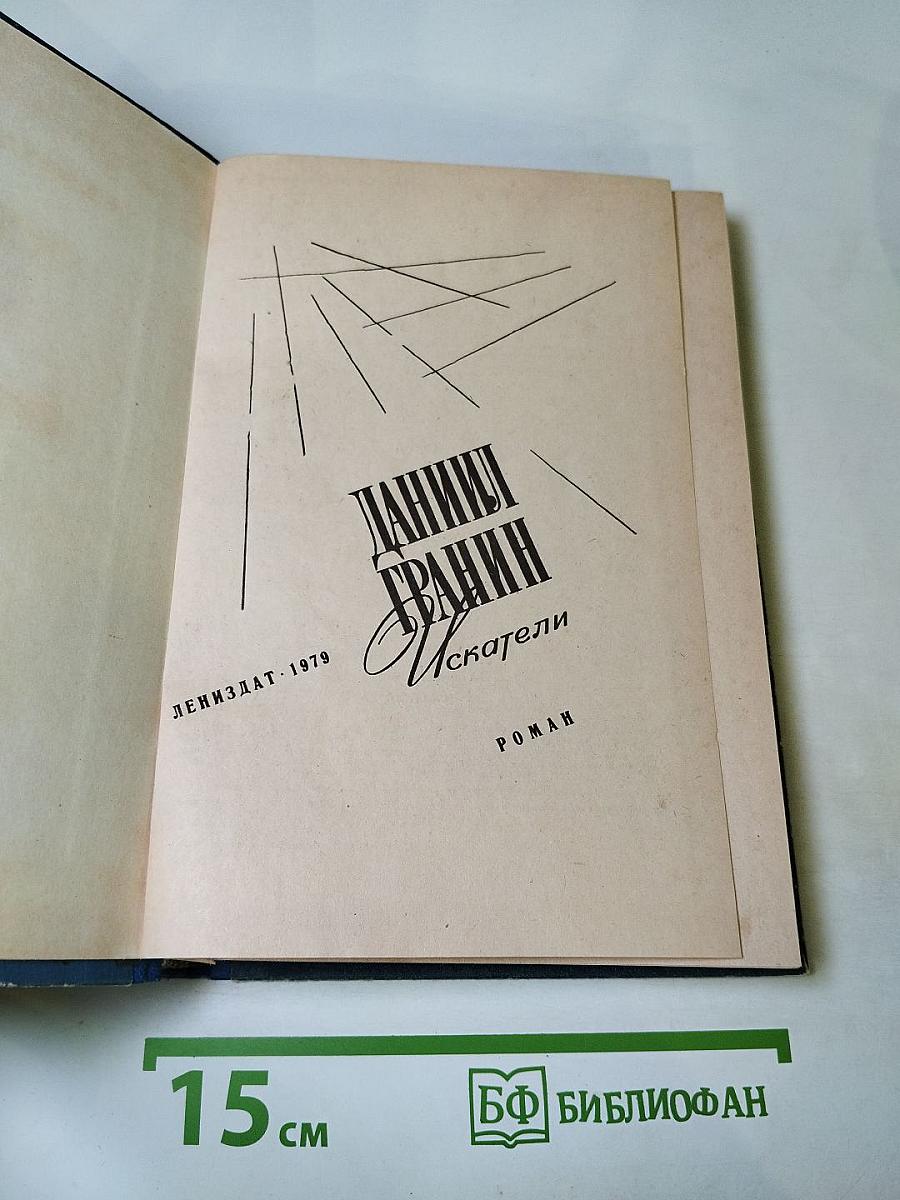 ДАНИИЛ
ГРАНИН
Искатели
ЛЕНИЗДАТ · 1979
РОМАН
15 см
БФ БИБЛИОФАН